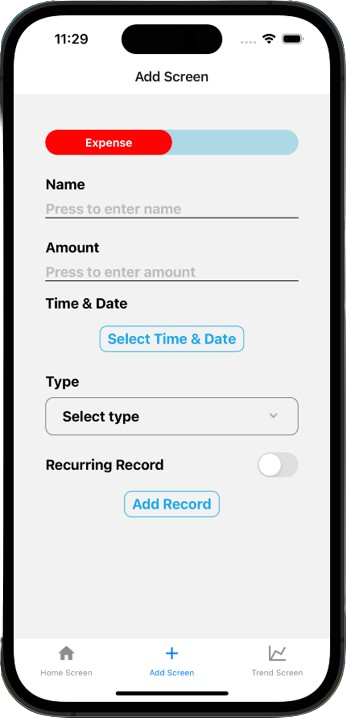 11:29
Add Screen
Expense
Name
Press to enter name
Amount
Press to enter amount
Time & Date
Select Time & Date
Type
Select type
Recurring Record
Add Record
Home Screen
Add Screen
Trend Screen